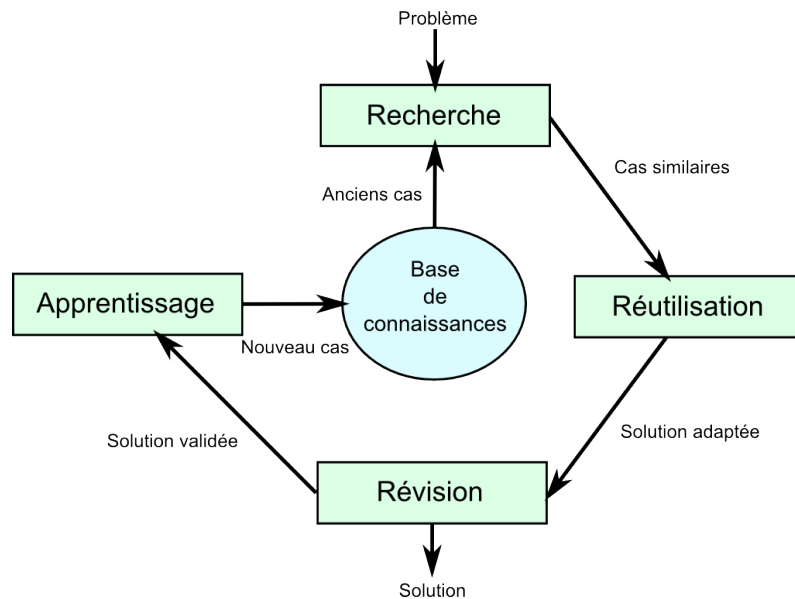 Problème
Recherche
Cas similaires
Anciens cas
Base
de
connaissances
Apprentissage
Réutilisation
Nouveau cas
Solution adaptée
Solution validée
Révision
Solution